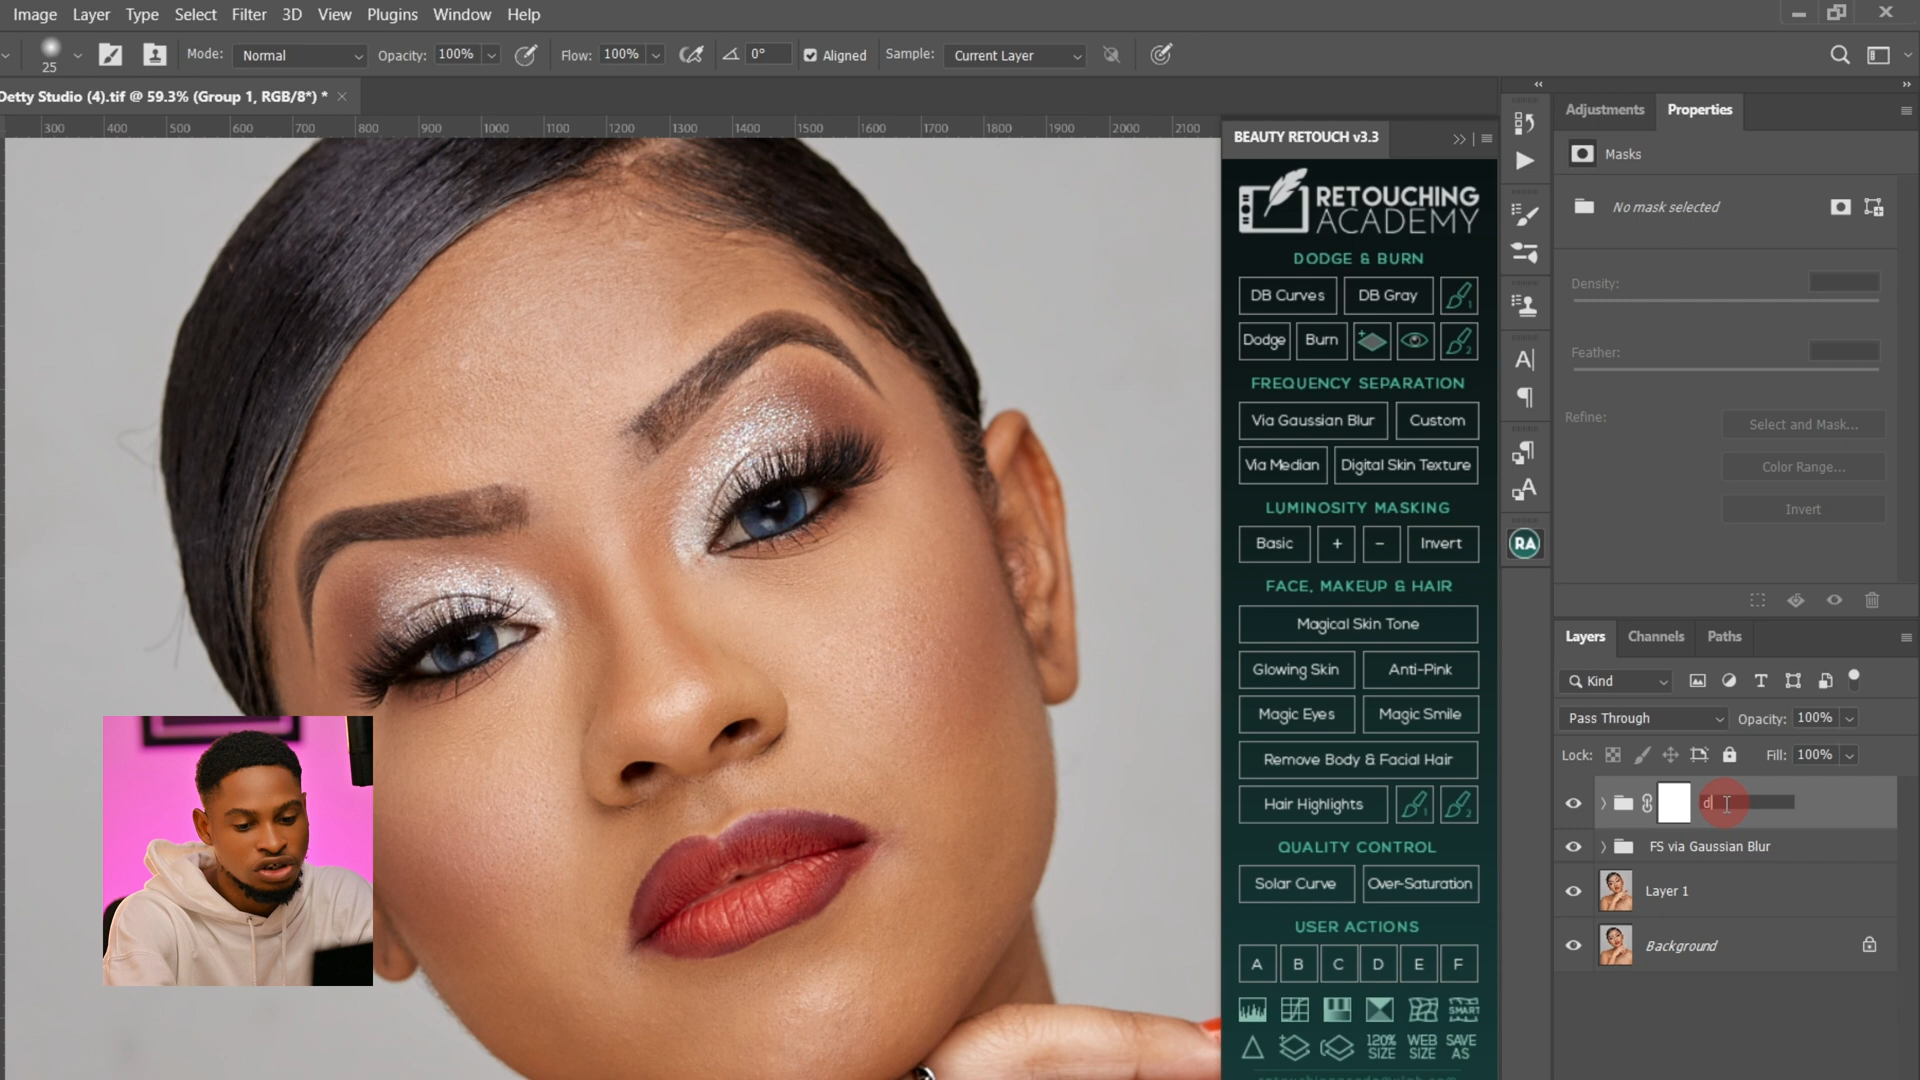 Image Layer Type Select Filter 3D View Plugins Window Help
25 Mode: Normal Opacity: 100% Flow: 100% 0° Aligned Sample: Current Layer
Detty Studio (4).tif @ 59.3% (Group 1, RGB/8*) *
300 400 500 600 700 800 900 1000 1100 1200 1300 1400 1500 1600 1700 1800 1900 2000 2100
BEAUTY RETOUCH v3.3
RETOUCHING
ACADEMY
DODGE & BURN
DB Curves DB Gray 1
Dodge Burn 2
FREQUENCY SEPARATION
Via Gaussian Blur Custom
Via Median Digital Skin Texture
LUMINOSITY MASKING
Basic + - Invert
FACE, MAKEUP & HAIR
Magical Skin Tone
Glowing Skin Anti-Pink
Magic Eyes Magic Smile
Remove Body & Facial Hair
Hair Highlights 1 2
QUALITY CONTROL
Solar Curve Over-Saturation
USER ACTIONS
A B C D E F
SMART
120% SIZE WEB SIZE SAVE AS
RA
Adjustments Properties
Masks
No mask selected
Density:
Feather:
Refine:
Select and Mask...
Color Range...
Invert
Layers Channels Paths
Kind
Pass Through Opacity: 100%
Lock: Fill: 100%
d
FS via Gaussian Blur
Layer 1
Background